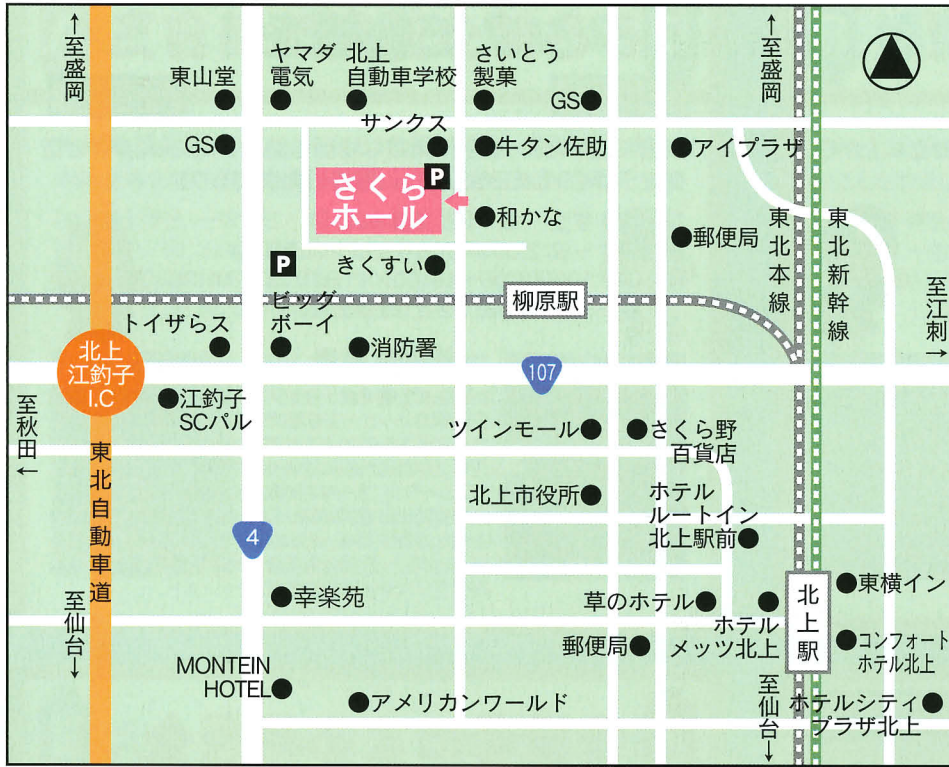 ↑至盛岡
↑至盛岡
東山堂
ヤマダ
電気
北上
自動車学校
さいとう
製菓
GS
GS
サンクス
牛タン佐助
アイプラザ
P
さくら
ホール
和かな
郵便局
東北本線
東北新幹線
P
きくすい
柳原駅
至江刺→
トイザらス
ビッグ
ボーイ
消防署
北上
江釣子
I.C
107
至秋田←
江釣子
SCパル
ツインモール
さくら野
百貨店
東北自動車道
北上市役所
ホテル
ルートイン
北上駅前
4
幸楽苑
草のホテル
ホテル
メッツ北上
北上駅
東横イン
至仙台↓
郵便局
コンフォート
ホテル北上
MONTEIN
HOTEL
アメリカンワールド
至仙台↓
ホテルシティ
プラザ北上